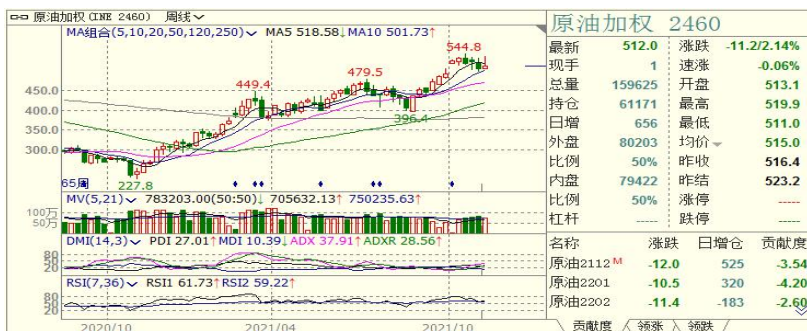 原油加权 (INE 2460) 周线
MA组合(5,10,20,50,120,250) MA5 518.58↓ MA10 501.73↑
544.8
449.4
479.5
450.0
400.0
350.0
300.0
396.4
65周
227.8
MV(5,21) 783203.00(50:50)↓ 705632.13↑ 750235.63↑
100万
50万
DMI(14,3) PDI 27.01↑ MDI 10.39↓ ADX 37.91↑ ADXR 28.56↑
80
50
20
RSI(7,36) RSI1 61.73↑ RSI2 59.22↑
80
50
20
2020/10 2021/04 2021/10
原油加权 2460
最新 512.0 涨跌 -11.2/2.14%
现手 1 速涨 -0.06%
总量 159625 开盘 513.1
持仓 61171 最高 519.9
日增 656 最低 511.0
外盘 80203 均价 515.0
比例 50% 昨收 516.4
内盘 79422 昨结 523.2
比例 50% 涨停 -----
杠杆 ----- 跌停 -----
名称 涨跌 日增仓 贡献度
原油2112 M -12.0 525 -3.54
原油2201 -10.5 320 -4.20
原油2202 -11.4 -183 -2.60
贡献度 领涨 领跌